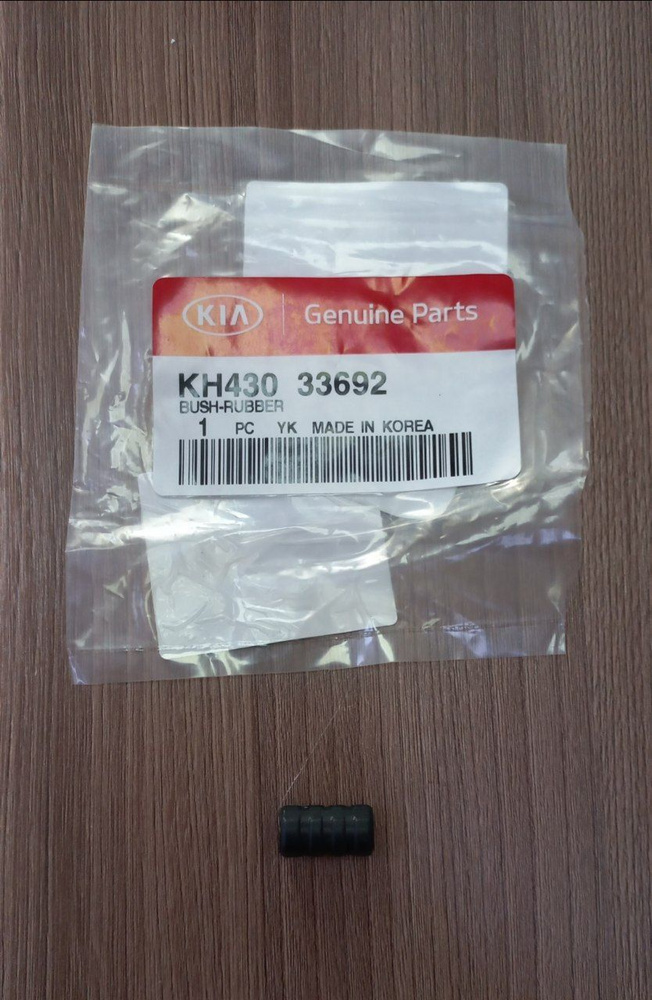 KIA Genuine Parts
KH430 33692
BUSH-RUBBER
1 PC YK MADE IN KOREA